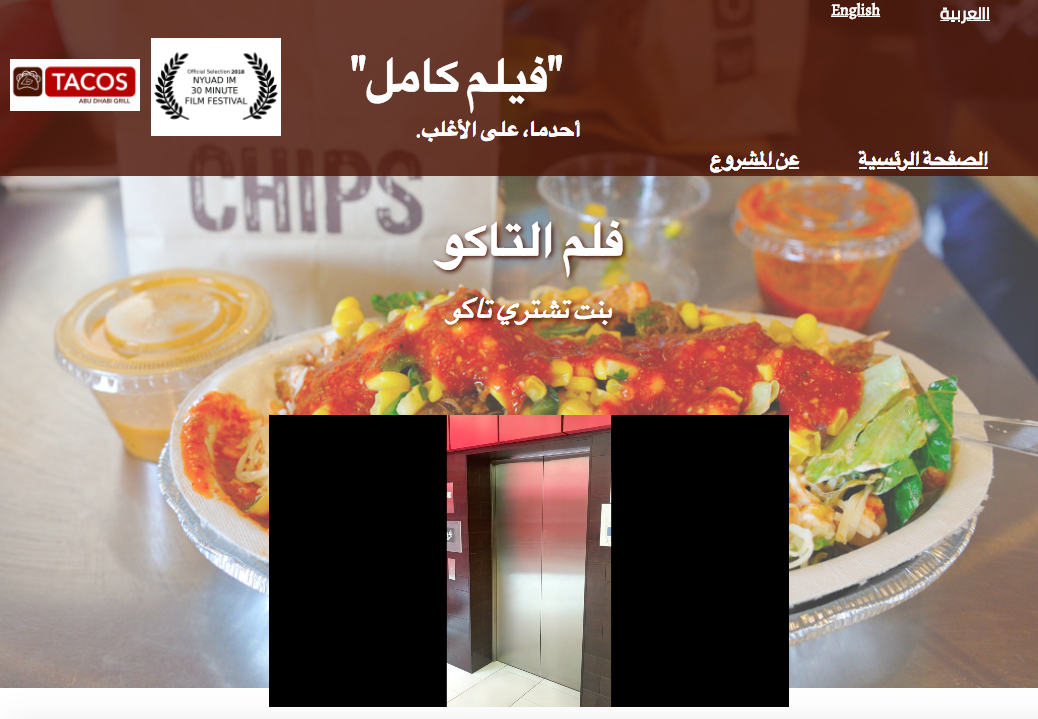 English
االعربية
TACOS
ABU DHABI GRILL
Official Selection 2018
NYUAD IM
30 MINUTE
FILM FESTIVAL
"فيلم كامل"
أحدما، على الأغلب.
الصفحة الرئسية
عن المشروع
CHIPS
فلم التاكو
بنت تشتري تاكو